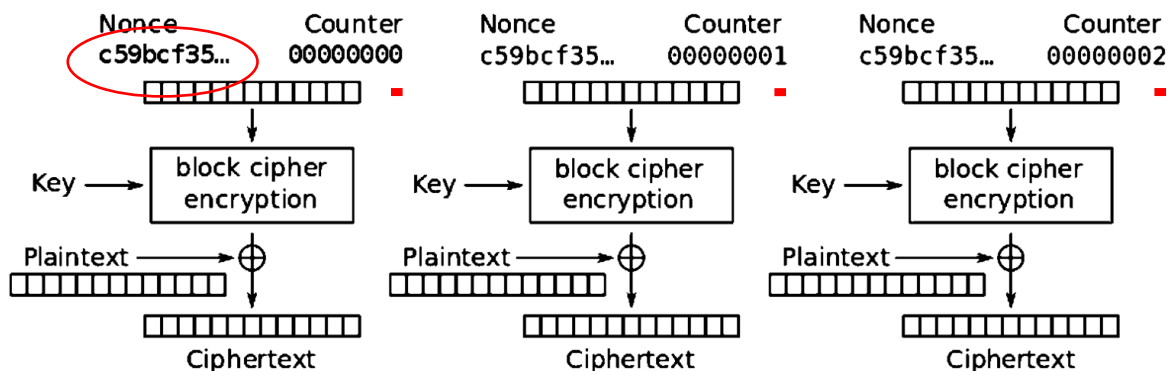 Nonce Counter Nonce Counter Nonce Counter
c59bcf35… 00000000 c59bcf35… 00000001 c59bcf35… 00000002
block cipher block cipher block cipher
Key Key Key
encryption encryption encryption
Plaintext Plaintext Plaintext
Ciphertext Ciphertext Ciphertext